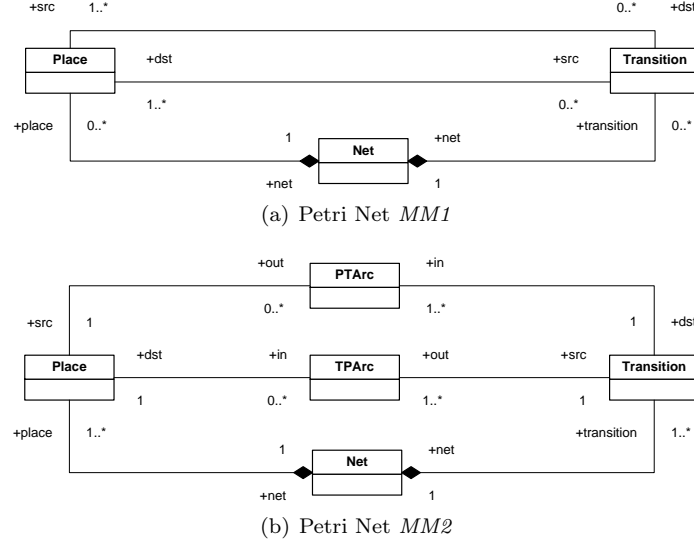 +src 1..* 0..* +dst
Place +dst +src Transition
1..* 0..*
+place 0..* 1 Net +net +transition 0..*
+net 1
(a) Petri Net MM1
+out PTArc +in
0..* 1..*
+src 1 1 +dst
Place +dst +in TPArc +out +src Transition
1 0..* 1..* 1
+place 1..* 1 Net +net +transition 1..*
+net 1
(b) Petri Net MM2